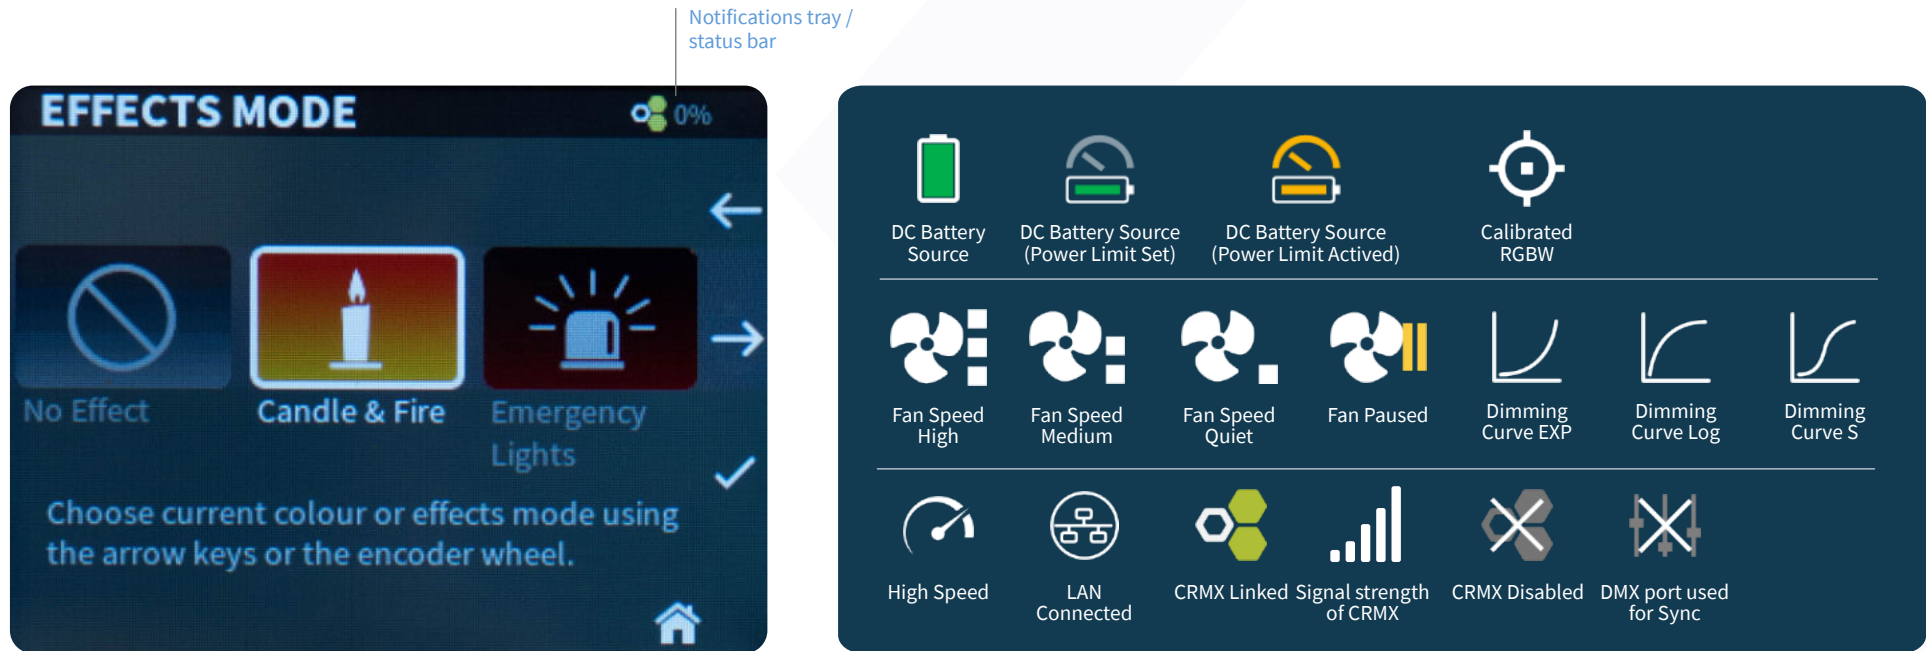 Notifications tray /
status bar
EFFECTS MODE
0%
No Effect
Candle & Fire
Emergency
Lights
Choose current colour or effects mode using
the arrow keys or the encoder wheel.
DC Battery
Source
DC Battery Source
(Power Limit Set)
DC Battery Source
(Power Limit Actived)
Calibrated
RGBW
Fan Speed
High
Fan Speed
Medium
Fan Speed
Quiet
Fan Paused
Dimming
Curve EXP
Dimming
Curve Log
Dimming
Curve S
High Speed
LAN
Connected
CRMX Linked
Signal strength
of CRMX
CRMX Disabled
DMX port used
for Sync